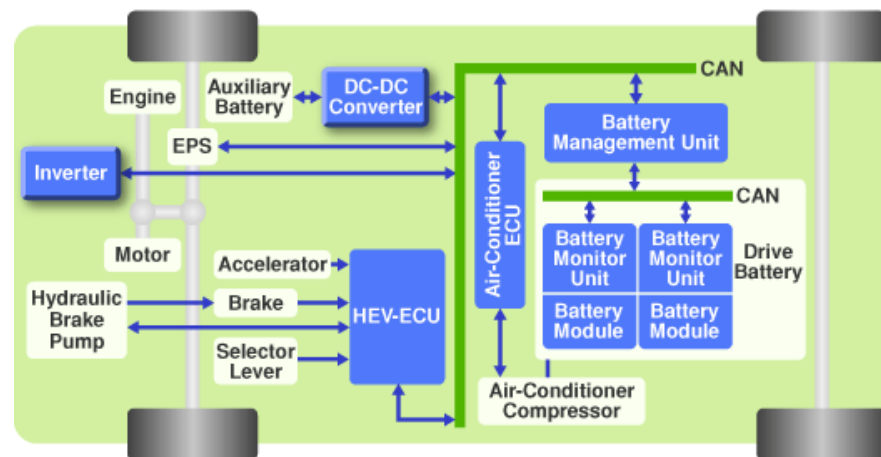 CAN
Engine
Auxiliary
Battery
DC-DC
Converter
EPS
Inverter
Battery
Management Unit
CAN
Air-Conditioner
ECU
Battery
Monitor
Unit
Battery
Monitor
Unit
Drive
Battery
Battery
Module
Battery
Module
Motor
Accelerator
Hydraulic
Brake
Pump
Brake
HEV-ECU
Selector
Lever
Air-Conditioner
Compressor